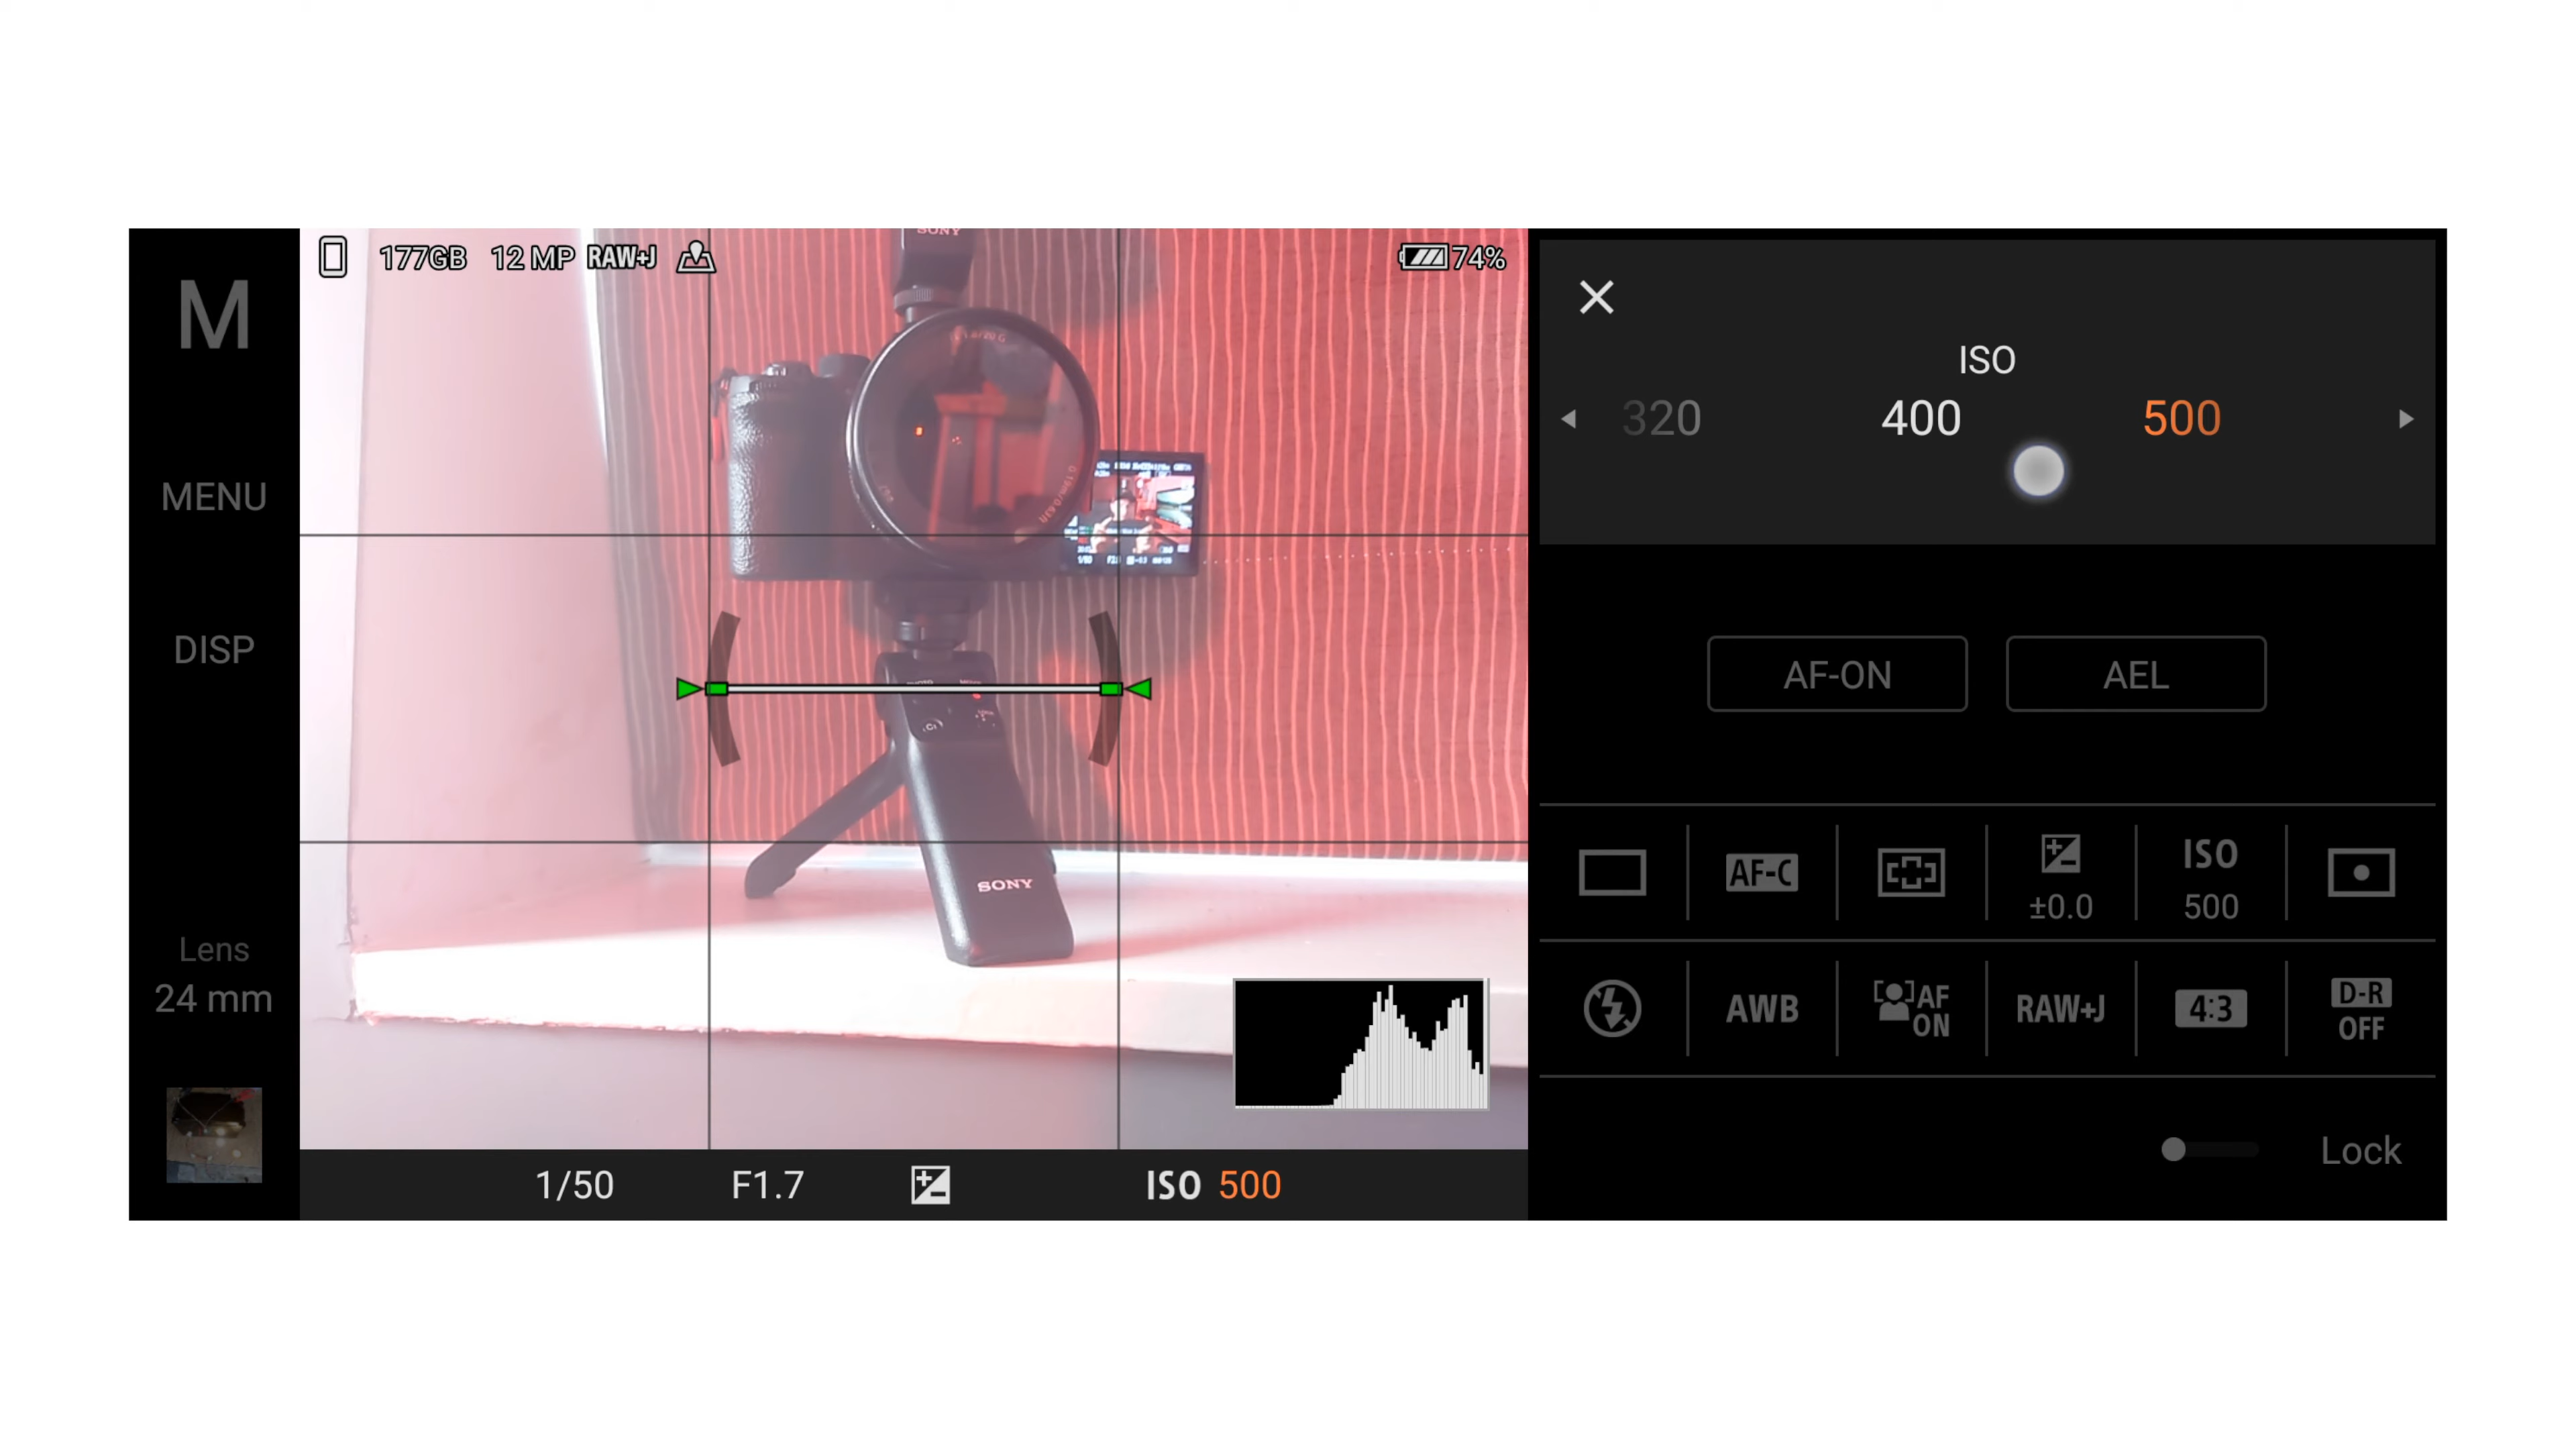 M
MENU
DISP
Lens
24 mm
177GB 12 MP RAW+J
74%
SONY
SONY
1/50 F1.7 ISO 500
ISO
320 400 500
AF-ON AEL
AF-C ±0.0 ISO 500
AWB AF ON RAW+J 4:3 D-R OFF
Lock